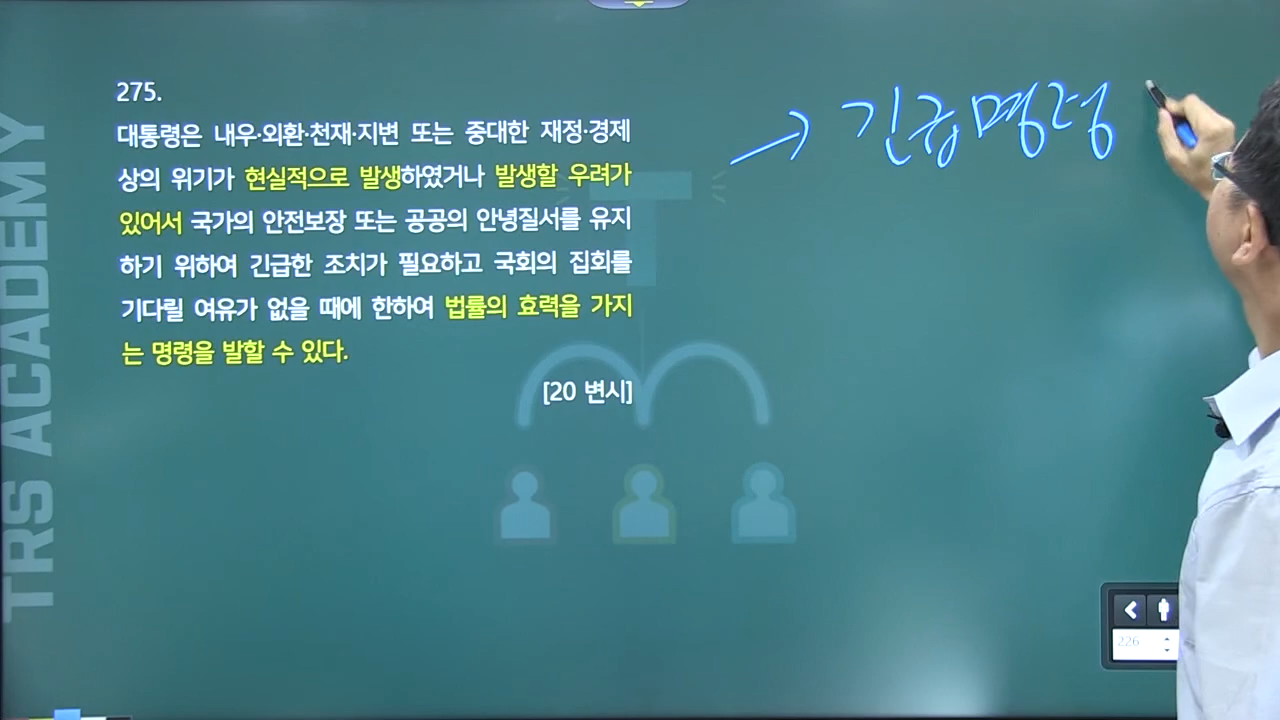 275.
대통령은 내우·외환·천재·지변 또는 중대한 재정·경제
상의 위기가 현실적으로 발생하였거나 발생할 우려가
있어서 국가의 안전보장 또는 공공의 안녕질서를 유지
하기 위하여 긴급한 조치가 필요하고 국회의 집회를
기다릴 여유가 없을 때에 한하여 법률의 효력을 가지
는 명령을 발할 수 있다.
[20 변시]
→ 긴급명령
TRS ACADEMY
226